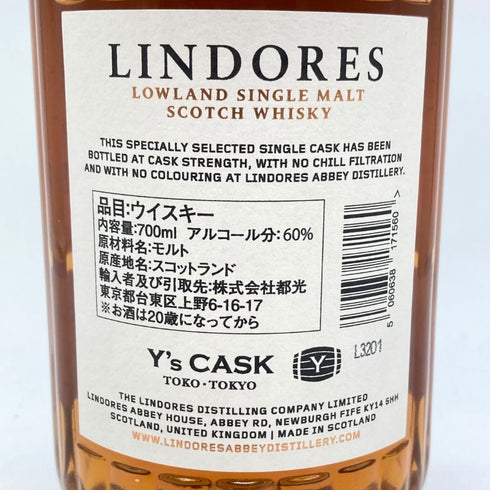 LINDORES
LOWLAND SINGLE MALT
SCOTCH WHISKY
THIS SPECIALLY SELECTED SINGLE CASK HAS BEEN
BOTTLED AT CASK STRENGTH, WITH NO CHILL FILTRATION
AND WITH NO COLOURING AT LINDORES ABBEY DISTILLERY.
品目:ウイスキー
内容量:700ml アルコール分:60%
原材料名:モルト
原産地名:スコットランド
輸入者及び引取先:株式会社都光
東京都台東区上野6-16-17
※お酒は20歳になってから
5 060638 171560 >
L3201
Y's CASK
Y
TOKO・TOKYO
THE LINDORES DISTILLING COMPANY LIMITED
LINDORES ABBEY HOUSE, ABBEY RD, NEWBURGH FIFE KY14 6HH
SCOTLAND, UNITED KINGDOM | MADE IN SCOTLAND
WWW.LINDORESABBEYDISTILLERY.COM